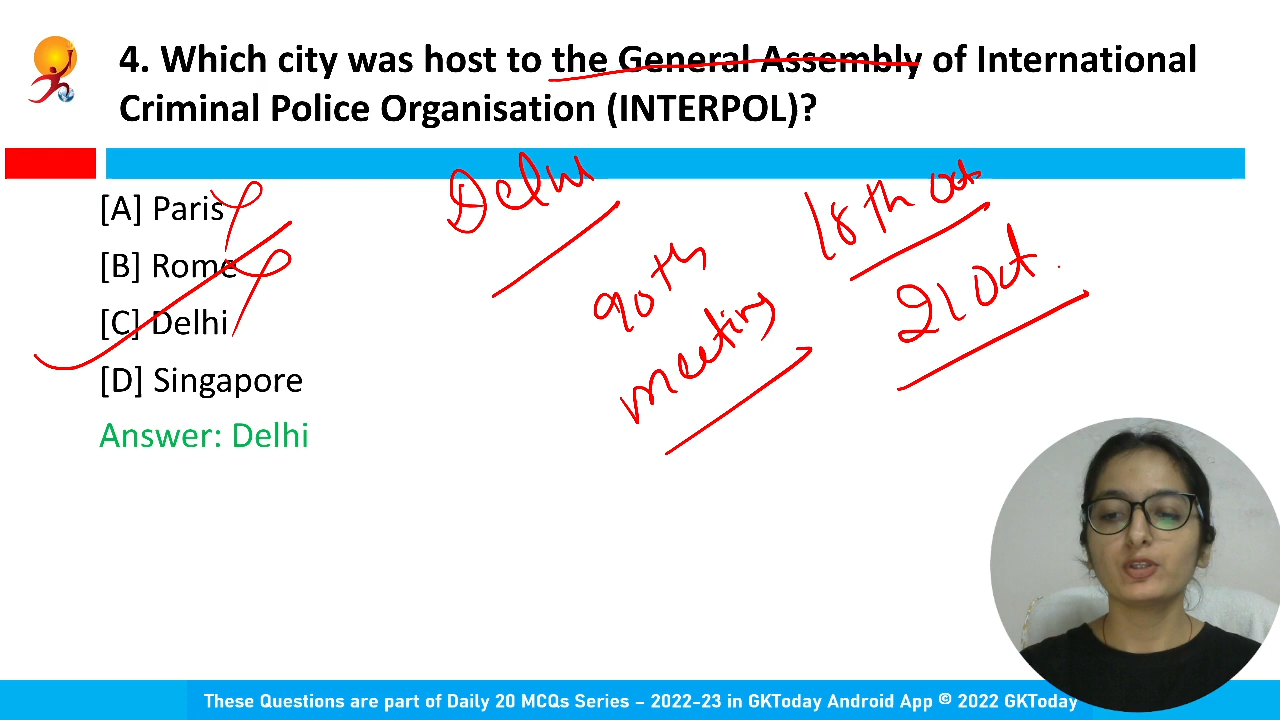 4. Which city was host to the General Assembly of International
Criminal Police Organisation (INTERPOL)?
[A] Paris
[B] Rome
[C] Delhi
[D] Singapore
Answer: Delhi
Delhi
90th
meeting
18th Oct
21 Oct.
These Questions are part of Daily 20 MCQs Series – 2022-23 in GKToday Android App © 2022 GKToday